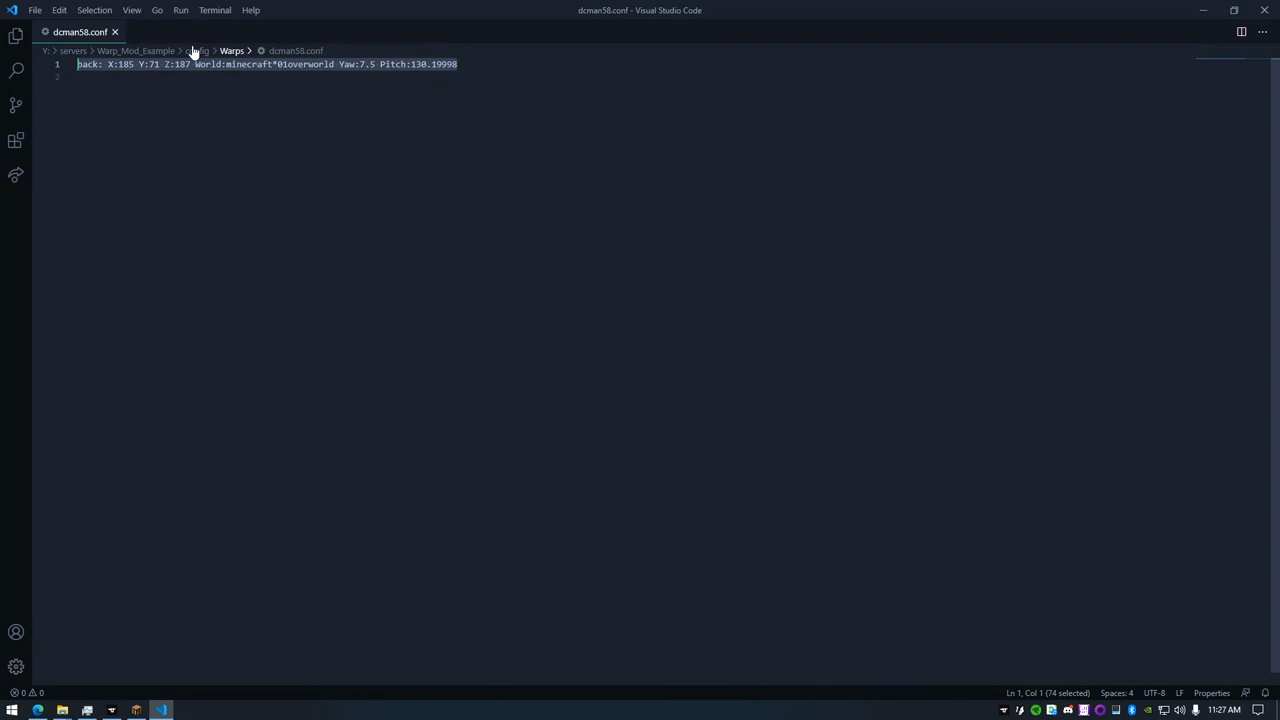 File Edit Selection View Go Run Terminal Help
dcman58.conf - Visual Studio Code
dcman58.conf
Y: > servers > Warp_Mod_Example > > Warps > dcman58.conf
1 back: X:185 Y:71 Z:187 World:minecraft*01overworld Yaw:7.5 Pitch:130.19998
2
0 0 Ln 1, Col 1 (74 selected) Spaces: 4 UTF-8 LF Properties
11:27 AM